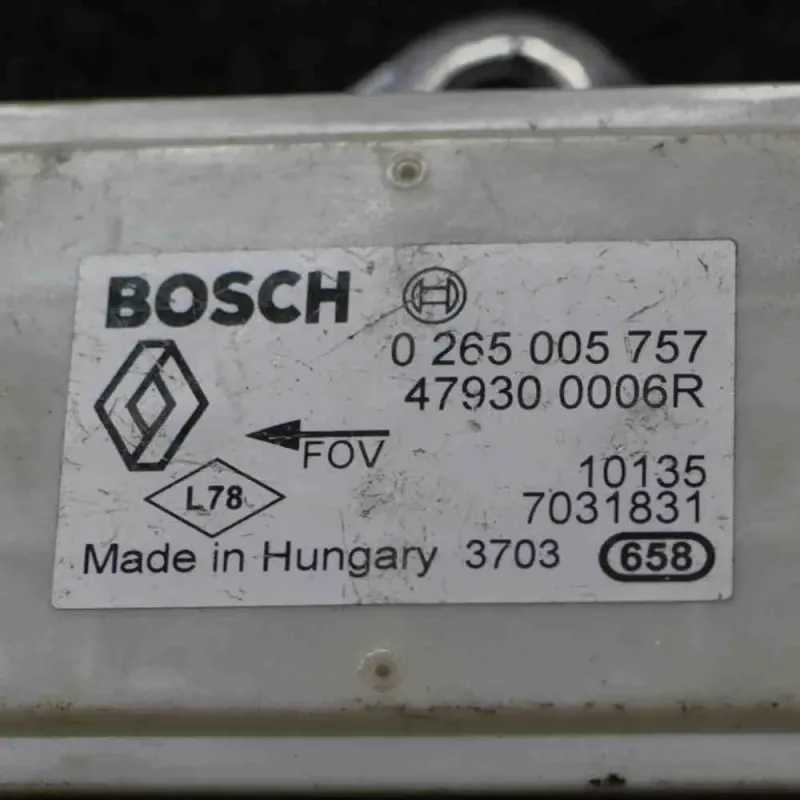 BOSCH
0 265 005 757
47930 0006R
FOV
10135
L78
7031831
Made in Hungary 3703 658